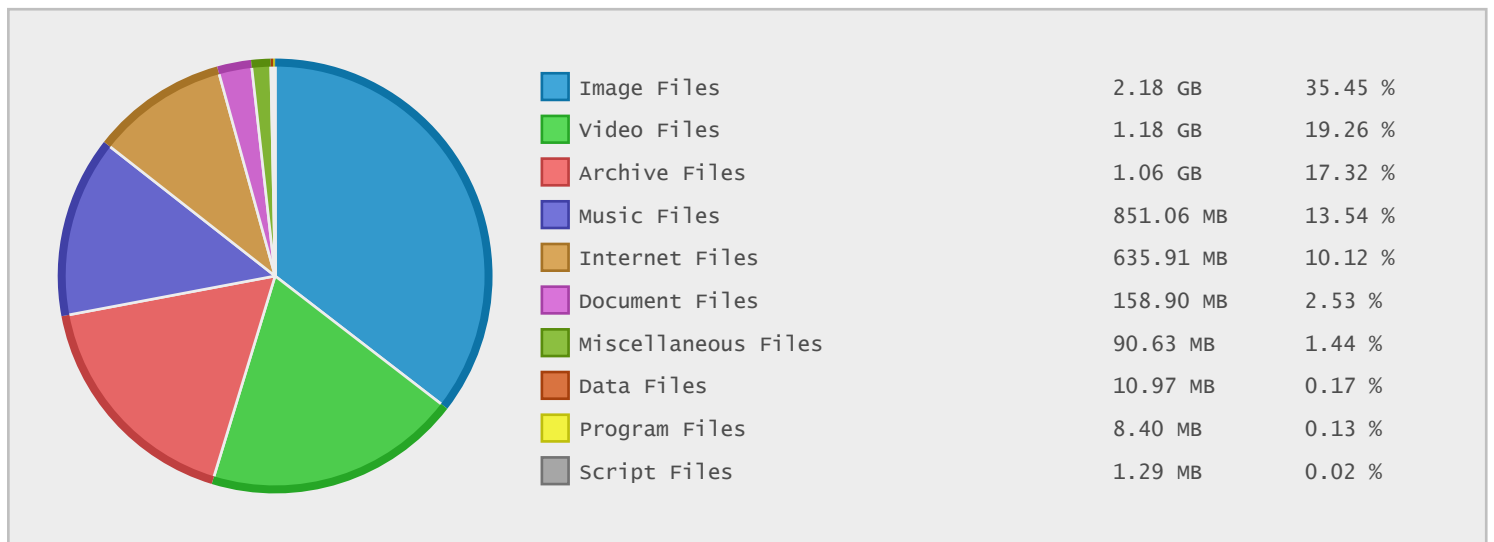 Image Files 2.18 GB 35.45 %
Video Files 1.18 GB 19.26 %
Archive Files 1.06 GB 17.32 %
Music Files 851.06 MB 13.54 %
Internet Files 635.91 MB 10.12 %
Document Files 158.90 MB 2.53 %
Miscellaneous Files 90.63 MB 1.44 %
Data Files 10.97 MB 0.17 %
Program Files 8.40 MB 0.13 %
Script Files 1.29 MB 0.02 %